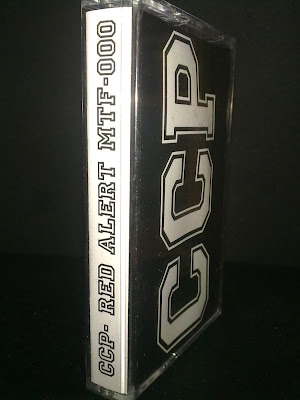 CCP- RED ALERT MTF-000
CCP